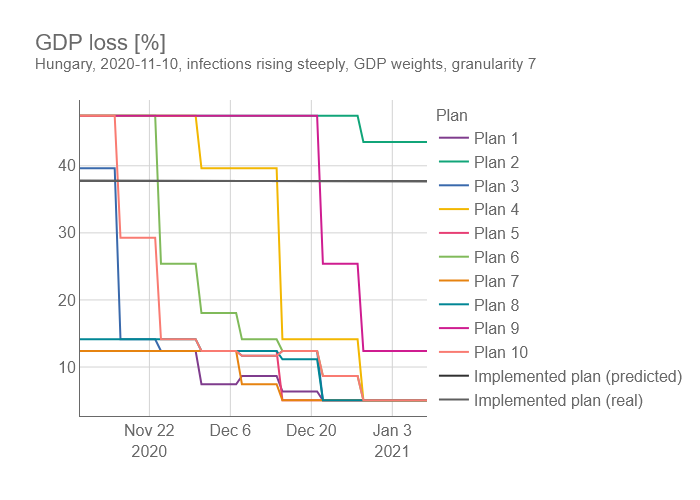 GDP loss [%]
Hungary, 2020-11-10, infections rising steeply, GDP weights, granularity 7
Plan
Plan 1
Plan 2
Plan 3
Plan 4
Plan 5
Plan 6
Plan 7
Plan 8
Plan 9
Plan 10
Implemented plan (predicted)
Implemented plan (real)
40
30
20
10
Nov 22 Dec 6 Dec 20 Jan 3
2020 2021